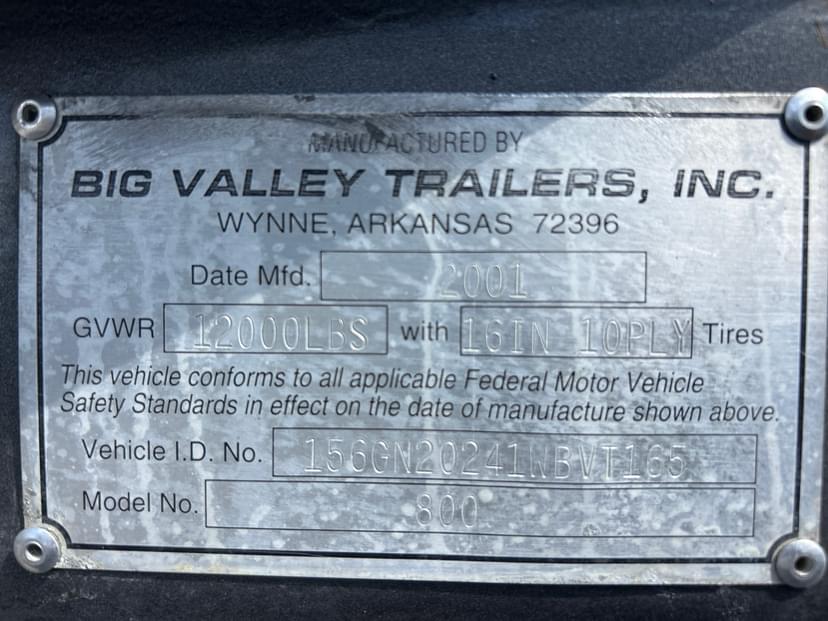 MANUFACTURED BY
BIG VALLEY TRAILERS, INC.
WYNNE, ARKANSAS 72396
Date Mfd. 2001
GVWR 12000LBS with 16IN 10PLY Tires
This vehicle conforms to all applicable Federal Motor Vehicle
Safety Standards in effect on the date of manufacture shown above.
Vehicle I.D. No. 156GN20241WBVT165
Model No. 800